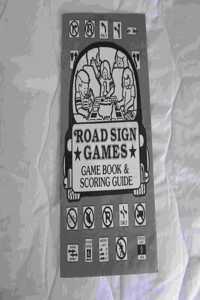 ROAD SIGN
GAMES
GAME BOOK &
SCORING GUIDE